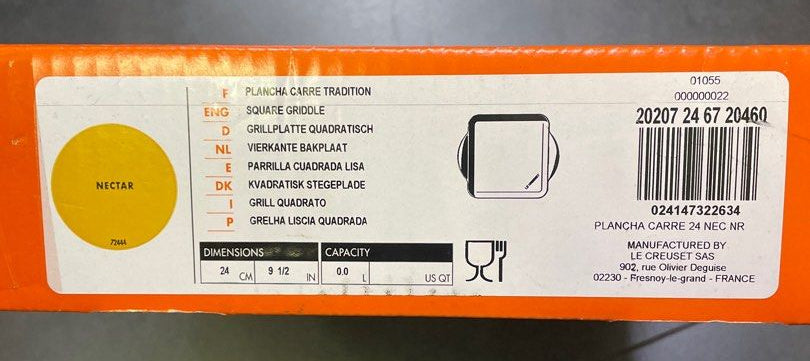 NECTAR
72444
F PLANCHA CARRE TRADITION
ENG SQUARE GRIDDLE
D GRILLPLATTE QUADRATISCH
NL VIERKANTE BAKPLAAT
E PARRILLA CUADRADA LISA
DK KVADRATISK STEGEPLADE
I GRILL QUADRATO
P GRELHA LISCIA QUADRADA
DIMENSIONS
24 CM 9 1/2 IN
CAPACITY
0.0 L US QT
01055
000000022
20207 24 67 20460
024147322634
PLANCHA CARRE 24 NEC NR
MANUFACTURED BY
LE CREUSET SAS
902, rue Olivier Deguise
02230 - Fresnoy-le-grand - FRANCE